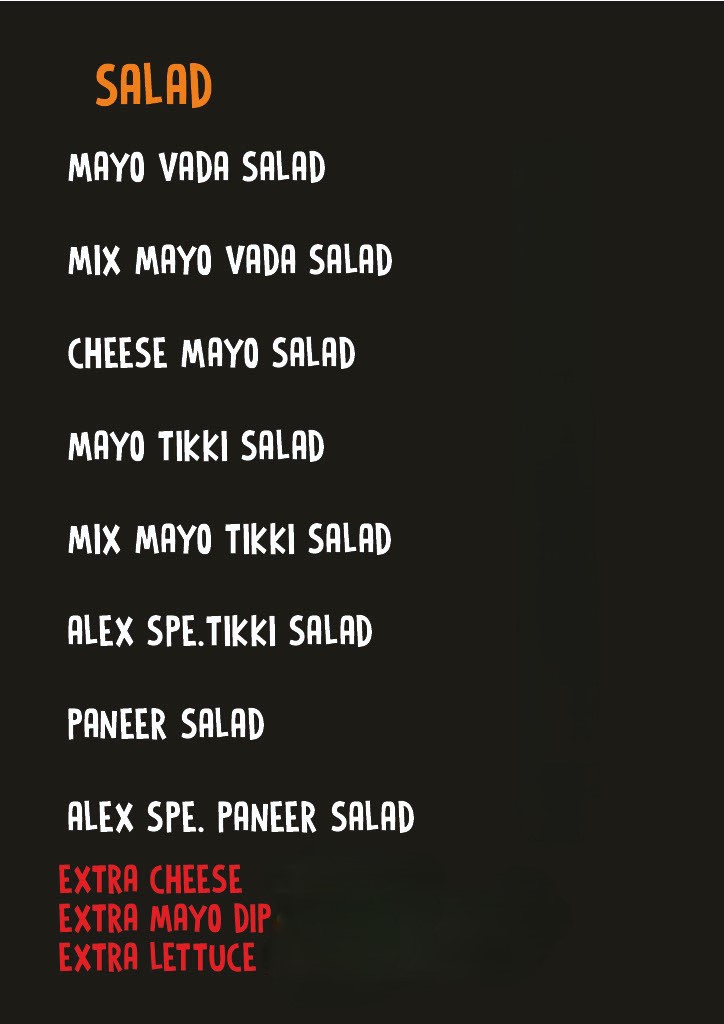 SALAD
MAYO VADA SALAD
MIX MAYO VADA SALAD
CHEESE MAYO SALAD
MAYO TIKKI SALAD
MIX MAYO TIKKI SALAD
ALEX SPE.TIKKI SALAD
PANEER SALAD
ALEX SPE. PANEER SALAD
EXTRA CHEESE
EXTRA MAYO DIP
EXTRA LETTUCE